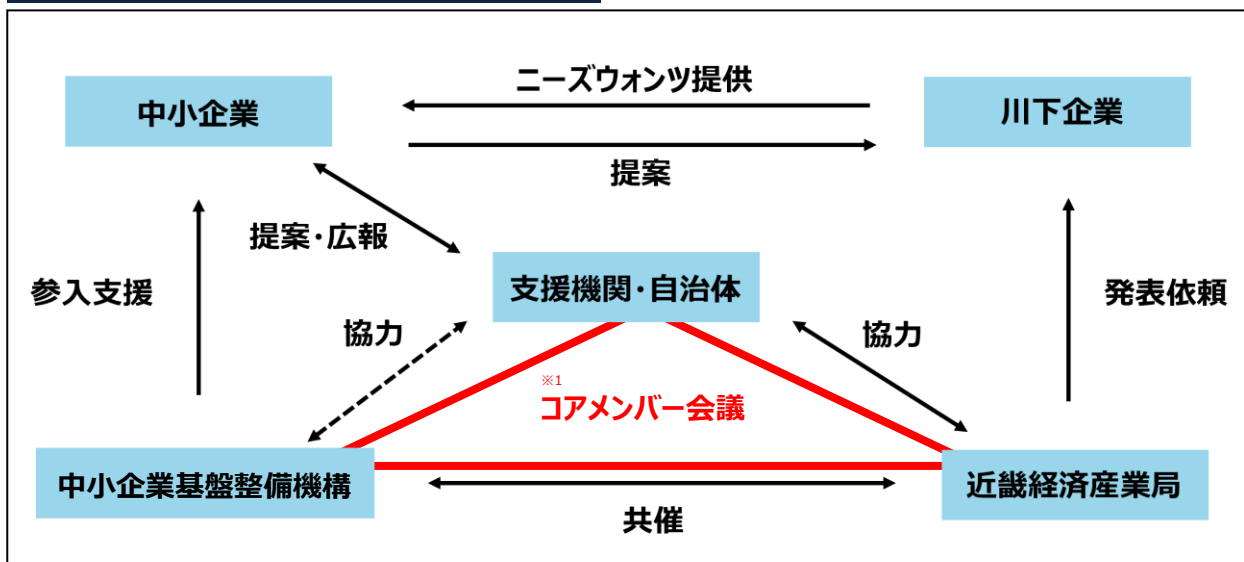 ニーズウォンツ提供
中小企業
川下企業
提案
提案・広報
支援機関・自治体
参入支援
発表依頼
協力
協力
※1
コアメンバー会議
中小企業基盤整備機構
近畿経済産業局
共催